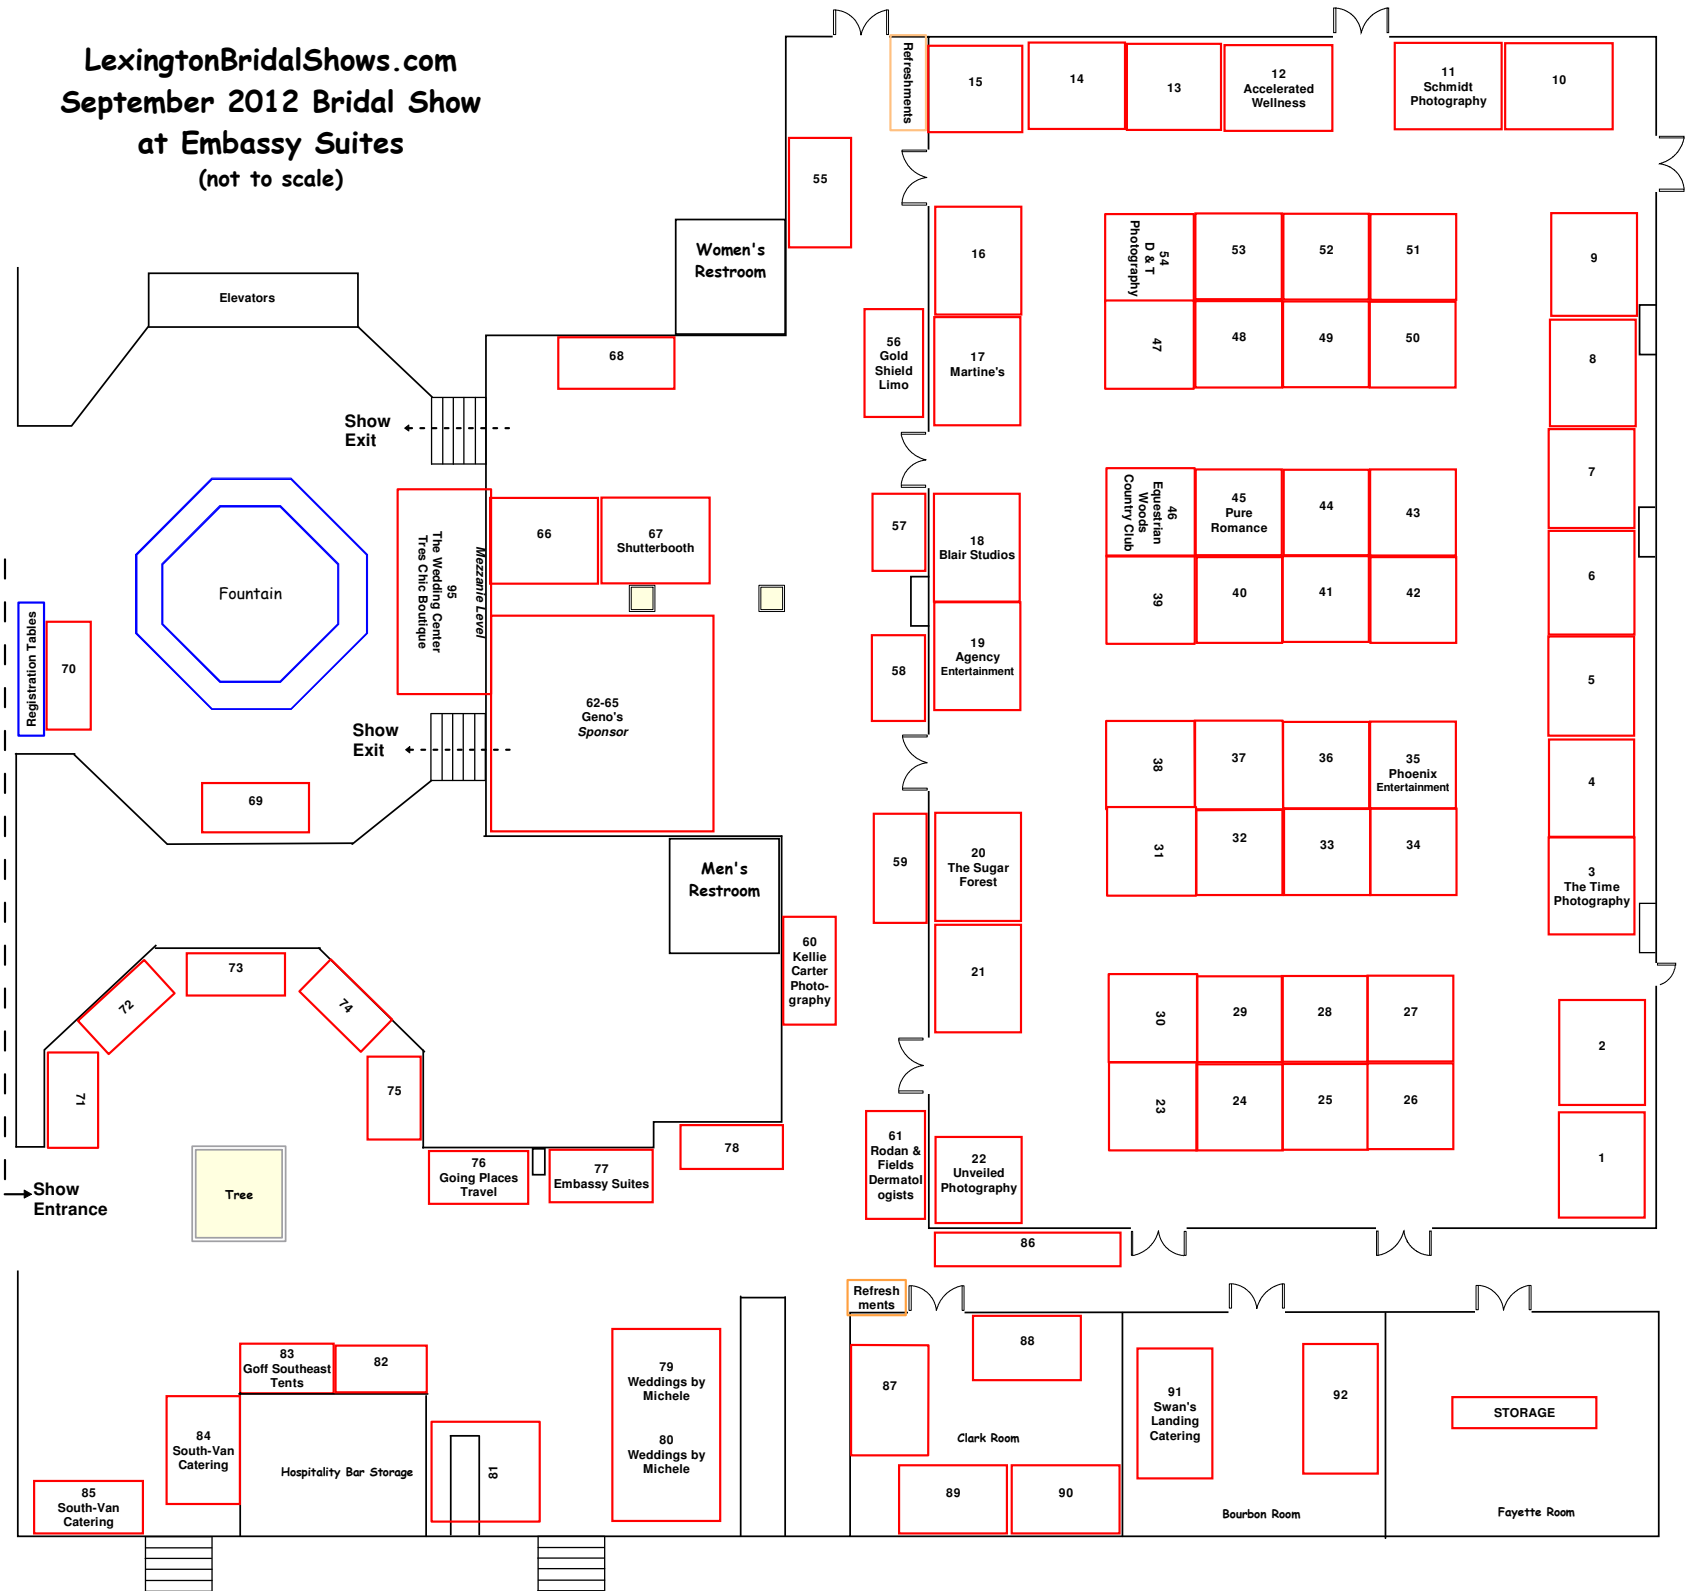 LexingtonBridalShows.com
September 2012 Bridal Show
at Embassy Suites
(not to scale)
Refreshments
15
14
13
12
Accelerated
Wellness
11
Schmidt
Photography
10
55
Women's
Restroom
Elevators
16
54
D & T
Photography
53
52
51
9
56
Gold
Shield
Limo
17
Martine's
47
48
49
50
8
68
Show
Exit
7
57
18
Blair Studios
46
Equestrian
Woods
Country Club
45
Pure
Romance
44
43
Mezzanie Level
95
The Wedding Center
Tres Chic Boutique
66
67
Shutterbooth
Fountain
39
40
41
42
6
Registration Tables
70
58
19
Agency
Entertainment
5
62-65
Geno's
Sponsor
Show
Exit
38
37
36
35
Phoenix
Entertainment
4
69
59
20
The Sugar
Forest
31
32
33
34
3
The Time
Photography
Men's
Restroom
60
Kellie
Carter
Photo-
graphy
21
73
72
74
30
29
28
27
2
71
75
23
24
25
26
1
78
76
Going Places
Travel
77
Embassy Suites
61
Rodan &
Fields
Dermatol
ogists
22
Unveiled
Photography
Show
Entrance
Tree
86
Refresh
ments
83
Goff Southeast
Tents
82
79
Weddings by
Michele
80
Weddings by
Michele
88
87
91
Swan's
Landing
Catering
92
STORAGE
84
South-Van
Catering
Hospitality Bar Storage
81
Clark Room
85
South-Van
Catering
89
90
Bourbon Room
Fayette Room